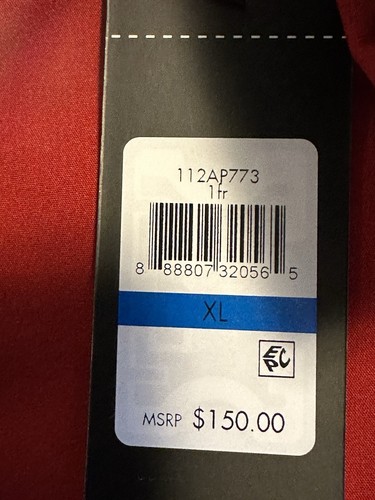 112AP773
1fr
8 88807 32056 5
XL
EPC
MSRP $150.00